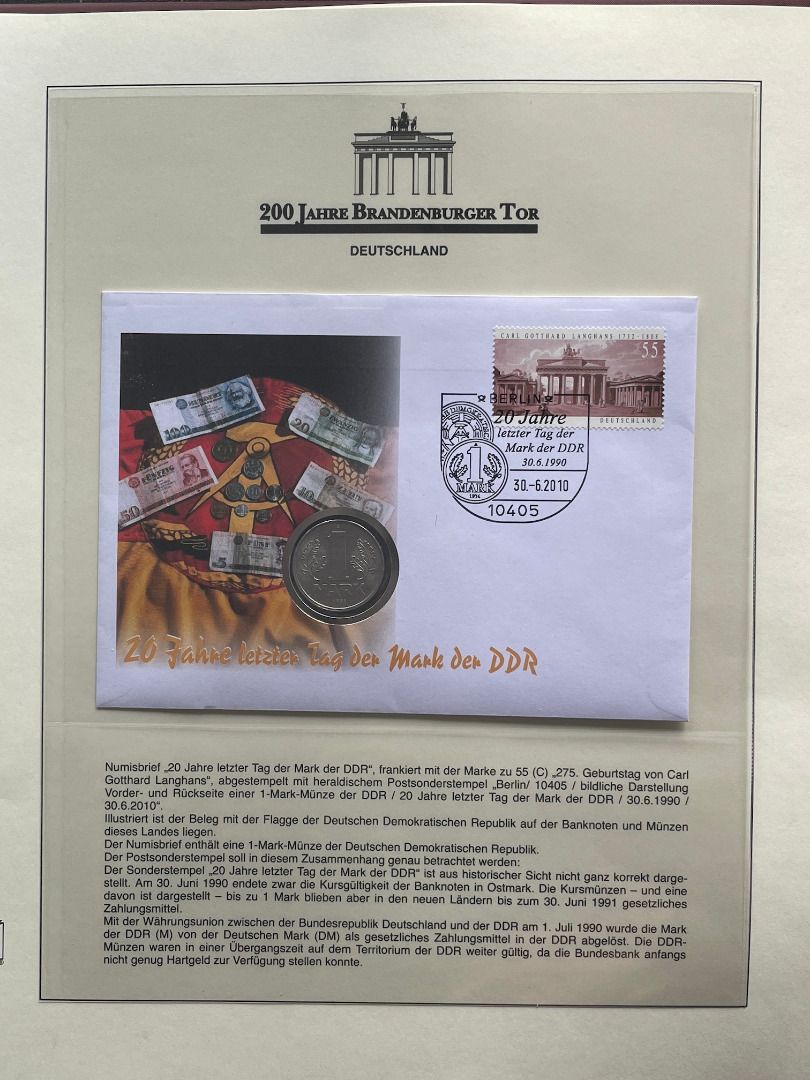 200 JAHRE BRANDENBURGER TOR
DEUTSCHLAND
CARL GOTTHARD LANGHANS 1732–1808
55
DEUTSCHLAND
BERLIN
20 Jahre
letzter Tag der
Mark der DDR
30.6.1990
1
MARK
30.-6.2010
10405
100
20
FÜNFZIG
50
10
5
1
MARK
20 Jahre letzter Tag der Mark der DDR
Numisbrief „20 Jahre letzter Tag der Mark der DDR“, frankiert mit der Marke zu 55 (C) „275. Geburtstag von Carl
Gotthard Langhans“, abgestempelt mit heraldischem Postsonderstempel „Berlin/ 10405 / bildliche Darstellung
Vorder- und Rückseite einer 1-Mark-Münze der DDR / 20 Jahre letzter Tag der Mark der DDR / 30.6.1990 /
30.6.2010“.
Illustriert ist der Beleg mit der Flagge der Deutschen Demokratischen Republik auf der Banknoten und Münzen
dieses Landes liegen.
Der Numisbrief enthält eine 1-Mark-Münze der Deutschen Demokratischen Republik.
Der Postsonderstempel soll in diesem Zusammenhang genau betrachtet werden:
Der Sonderstempel „20 Jahre letzter Tag der Mark der DDR“ ist aus historischer Sicht nicht ganz korrekt darge-
stellt. Am 30. Juni 1990 endete zwar die Kursgültigkeit der Banknoten in Ostmark. Die Kursmünzen – und eine
davon ist dargestellt – bis zu 1 Mark blieben aber in den neuen Ländern bis zum 30. Juni 1991 gesetzliches
Zahlungsmittel.
Mit der Währungsunion zwischen der Bundesrepublik Deutschland und der DDR am 1. Juli 1990 wurde die Mark
der DDR (M) von der Deutschen Mark (DM) als gesetzliches Zahlungsmittel in der DDR abgelöst. Die DDR-
Münzen waren in einer Übergangszeit auf dem Territorium der DDR weiter gültig, da die Bundesbank anfangs
nicht genug Hartgeld zur Verfügung stellen konnte.